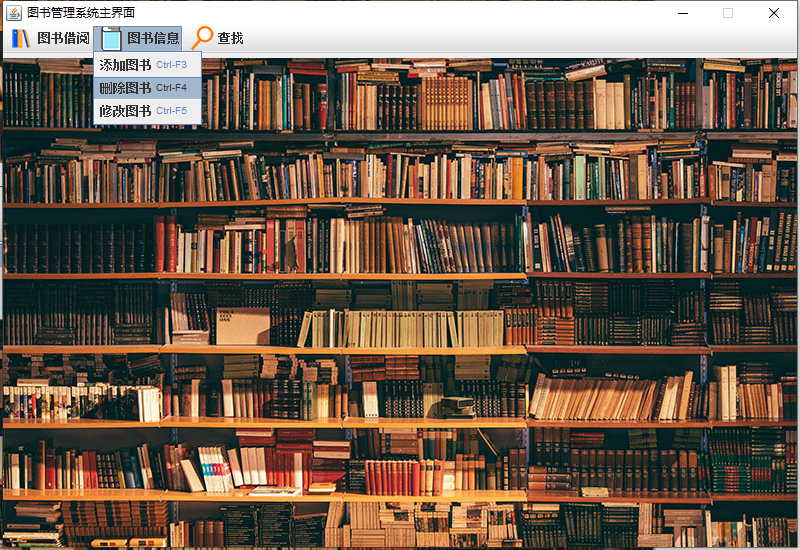 图书管理系统主界面
图书借阅 图书信息 查找
添加图书 Ctrl-F3
删除图书 Ctrl-F4
修改图书 Ctrl-F5